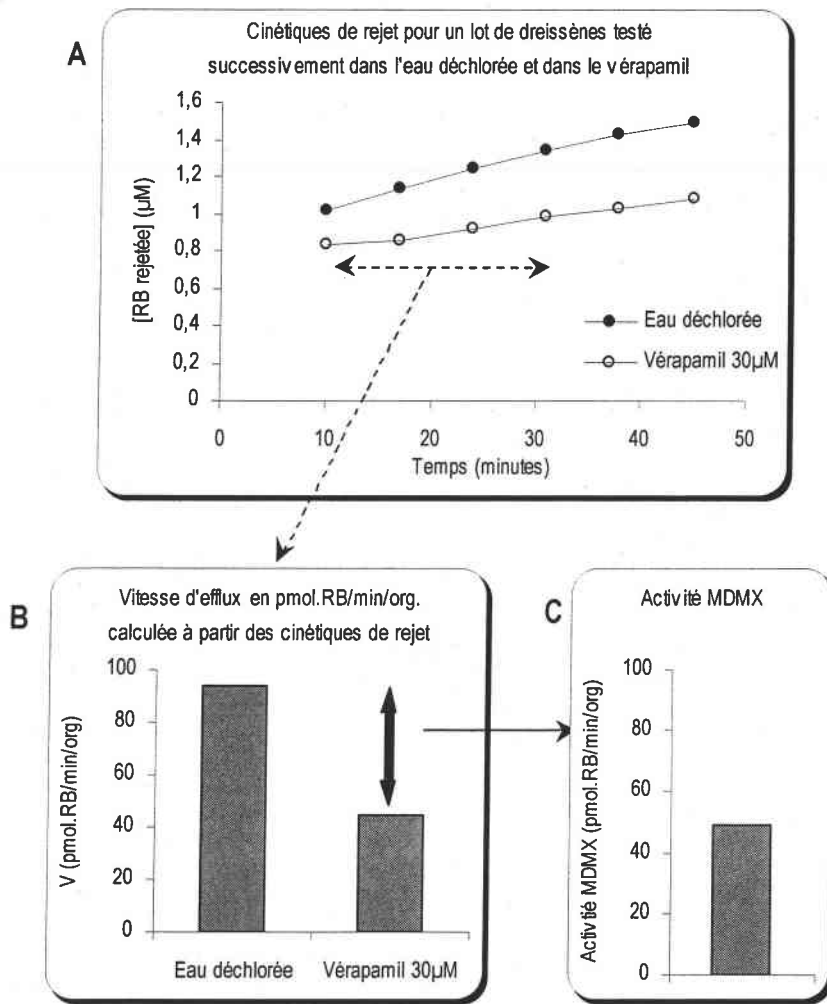 A
Cinétiques de rejet pour un lot de dreissènes testé
successivement dans l'eau déchlorée et dans le vérapamil
[RB rejetée] (µM)
1,6
1,4
1,2
1
0,8
0,6
0,4
0,2
0
Eau déchlorée
Vérapamil 30µM
0 10 20 30 40 50
Temps (minutes)
B
Vitesse d'efflux en pmol.RB/min/org.
calculée à partir des cinétiques de rejet
V (pmol.RB/min/org)
100
80
60
40
20
0
Eau déchlorée Vérapamil 30µM
C
Activité MDMX
Activité MDMX (pmol.RB/min/org)
100
80
60
40
20
0